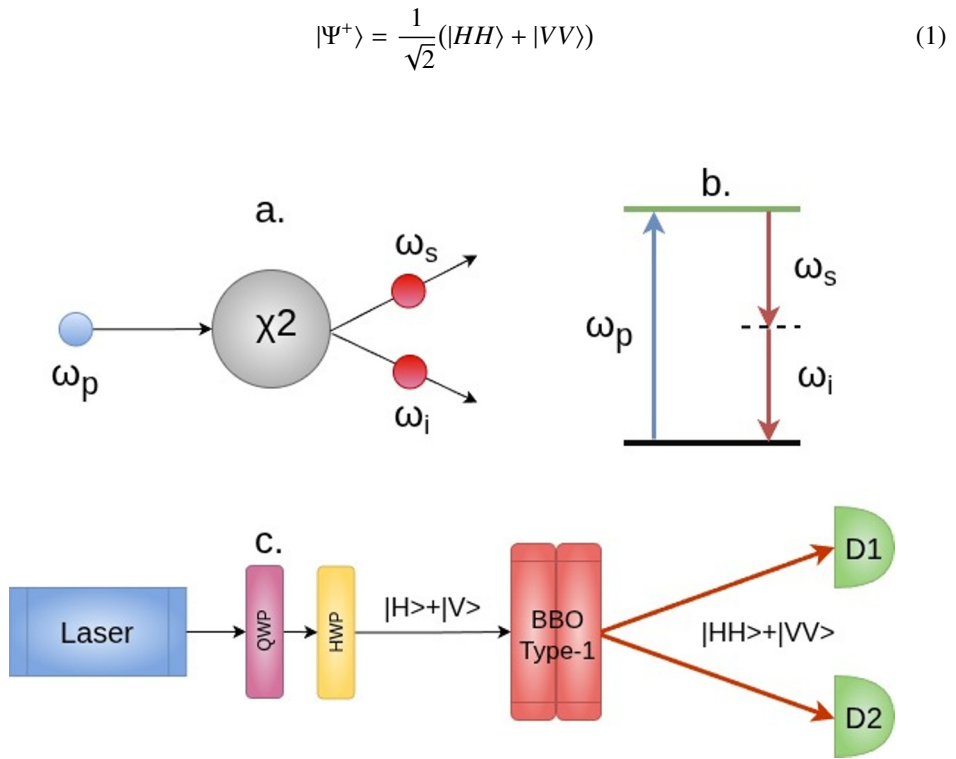 |Ψ⁺⟩ = 1/√2 (|HH⟩ + |VV⟩) (1)
a.
b.
ωs
χ2
ωp
ωi
ωp
ωs
ωi
c.
Laser
QWP
HWP
|H>+|V>
BBO
Type-1
|HH>+|VV>
D1
D2